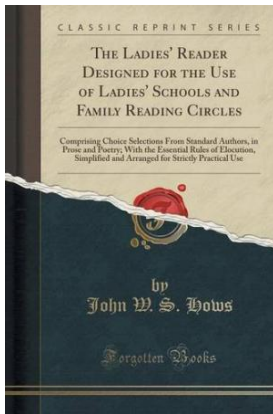 CLASSIC REPRINT SERIES
THE LADIES' READER
DESIGNED FOR THE USE
OF LADIES' SCHOOLS AND
FAMILY READING CIRCLES
Comprising Choice Selections From Standard Authors, in
Prose and Poetry; With the Essential Rules of Elocution,
Simplified and Arranged for Strictly Practical Use
by
John W. S. Hows
Forgotten Books